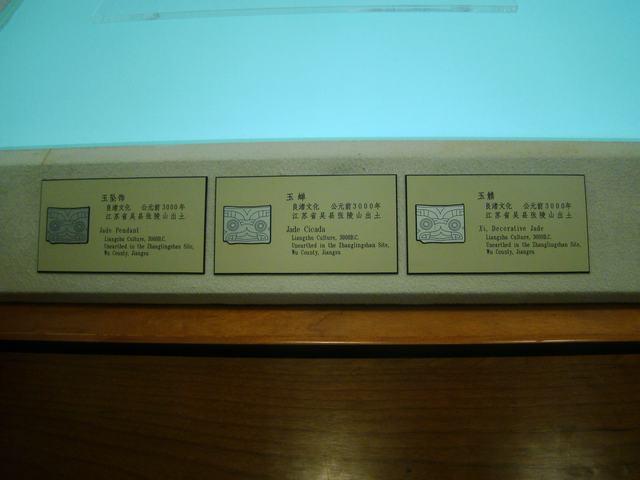 玉坠饰
良渚文化 公元前3000年
江苏省吴县张陵山出土
Jade Pendant
Liangzhu Culture, 3000B.C.
Unearthed in the Zhanglingshan Site,
Wu County, Jiangsu
玉蝉
良渚文化 公元前3000年
江苏省吴县张陵山出土
Jade Cicada
Liangzhu Culture, 3000B.C.
Unearthed in the Zhanglingshan Site,
Wu County, Jiangsu
玉觽
良渚文化 公元前3000年
江苏省吴县张陵山出土
Xi, Decorative Jade
Liangzhu Culture, 3000B.C.
Unearthed in the Zhanglingshan Site,
Wu County, Jiangsu